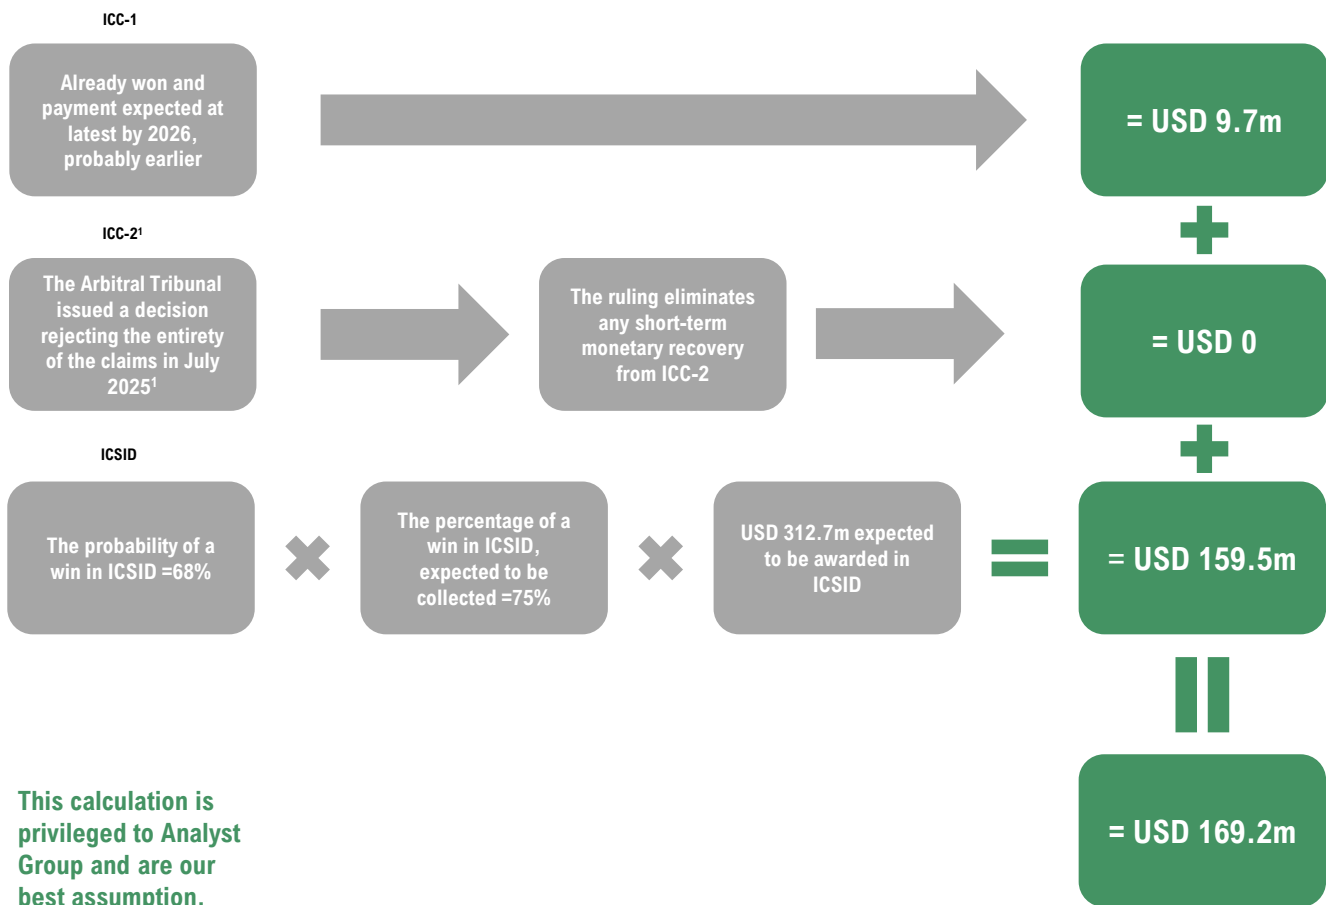 ICC-1
Already won and
payment expected at
latest by 2026,
probably earlier
= USD 9.7m
ICC-2¹
The Arbitral Tribunal
issued a decision
rejecting the entirety
of the claims in July
2025¹
The ruling eliminates
any short-term
monetary recovery
from ICC-2
= USD 0
ICSID
The probability of a
win in ICSID =68%
The percentage of a
win in ICSID,
expected to be
collected =75%
USD 312.7m expected
to be awarded in
ICSID
= USD 159.5m
= USD 169.2m
This calculation is
privileged to Analyst
Group and are our
best assumption.